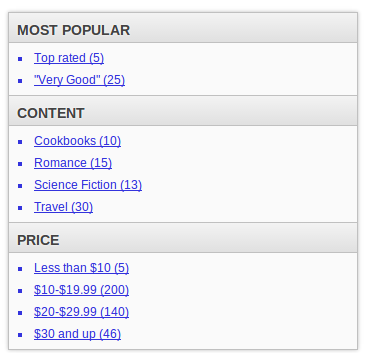 MOST POPULAR
Top rated (5)
"Very Good" (25)
CONTENT
Cookbooks (10)
Romance (15)
Science Fiction (13)
Travel (30)
PRICE
Less than $10 (5)
$10-$19.99 (200)
$20-$29.99 (140)
$30 and up (46)